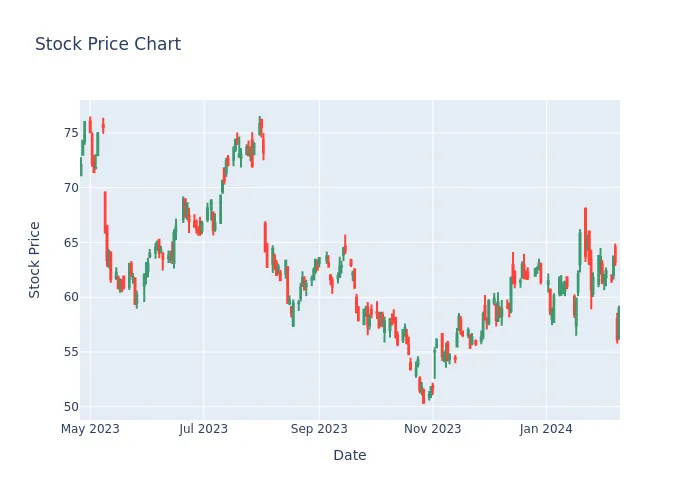 Stock Price Chart
75
70
65
60
55
50
Stock Price
May 2023
Jul 2023
Sep 2023
Nov 2023
Jan 2024
Date